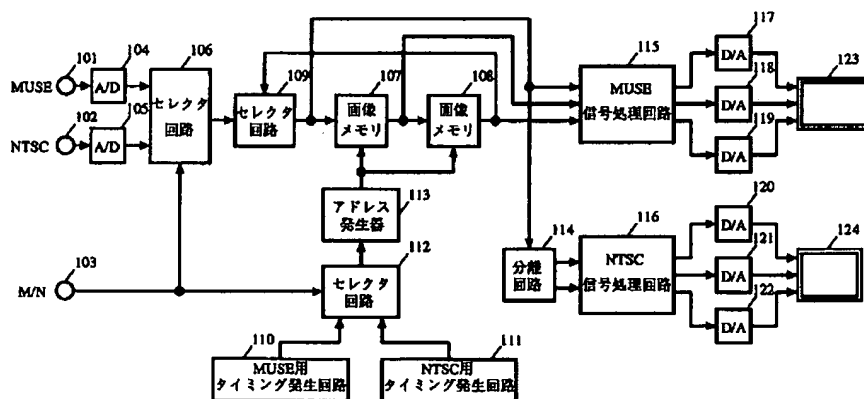 MUSE
101
104
A/D
102
105
NTSC
A/D
106
セレクタ
回路
109
セレクタ
回路
107
画像
メモリ
108
画像
メモリ
113
アドレス
発生器
112
セレクタ
回路
103
M/N
110
MUSE用
タイミング発生回路
111
NTSC用
タイミング発生回路
114
分離
回路
115
MUSE
信号処理回路
116
NTSC
信号処理回路
117
D/A
118
D/A
119
D/A
123
120
D/A
121
D/A
122
D/A
124